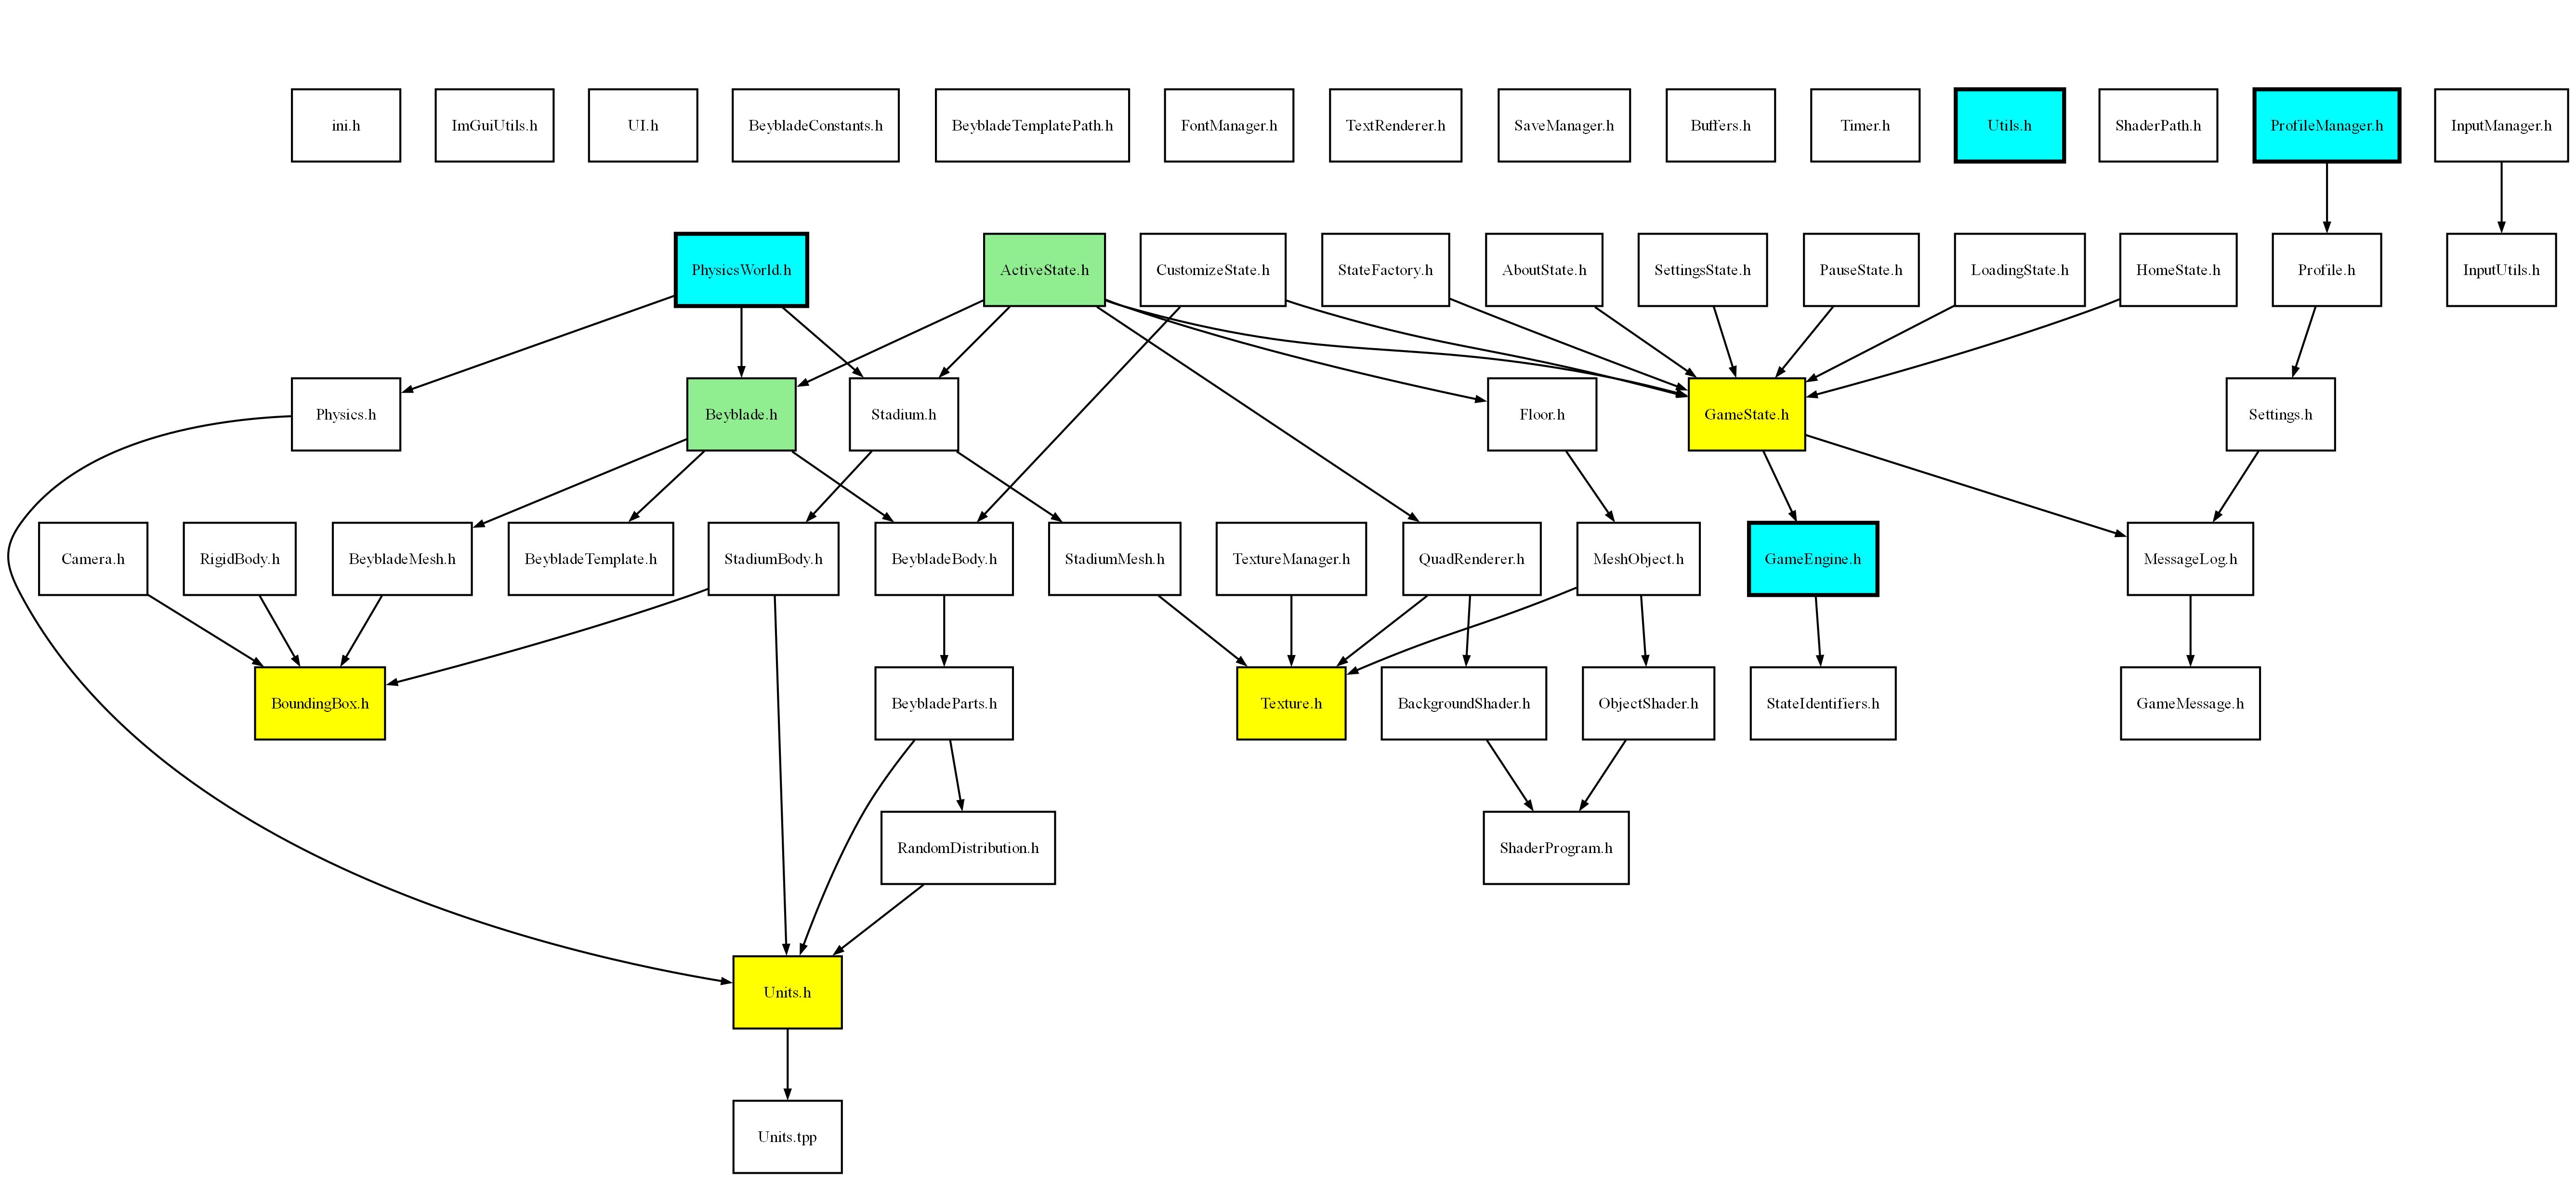 ini.h
ImGuiUtils.h
UI.h
BeybladeConstants.h
BeybladeTemplatePath.h
FontManager.h
TextRenderer.h
SaveManager.h
Buffers.h
Timer.h
Utils.h
ShaderPath.h
ProfileManager.h
InputManager.h
PhysicsWorld.h
ActiveState.h
CustomizeState.h
StateFactory.h
AboutState.h
SettingsState.h
PauseState.h
LoadingState.h
HomeState.h
Profile.h
InputUtils.h
Physics.h
Beyblade.h
Stadium.h
Floor.h
GameState.h
Settings.h
Camera.h
RigidBody.h
BeybladeMesh.h
BeybladeTemplate.h
StadiumBody.h
BeybladeBody.h
StadiumMesh.h
TextureManager.h
QuadRenderer.h
MeshObject.h
GameEngine.h
MessageLog.h
BoundingBox.h
BeybladeParts.h
Texture.h
BackgroundShader.h
ObjectShader.h
StateIdentifiers.h
GameMessage.h
RandomDistribution.h
ShaderProgram.h
Units.h
Units.tpp